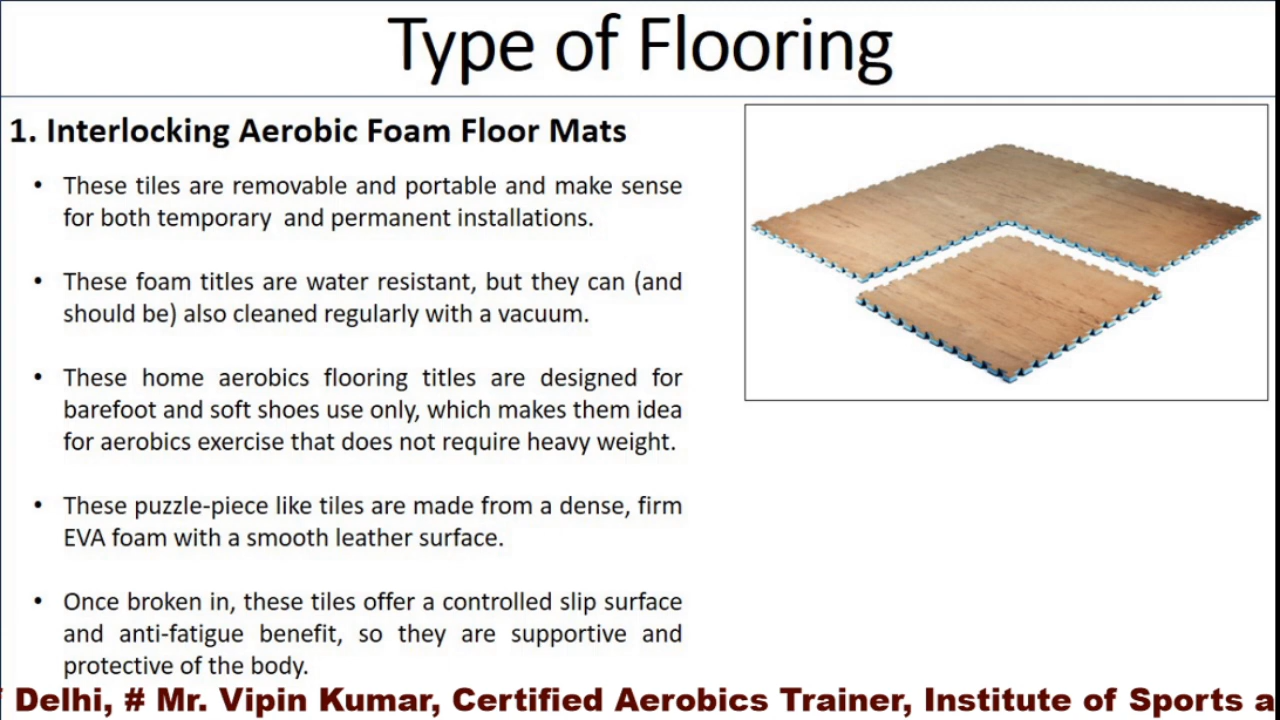 Type of Flooring
1. Interlocking Aerobic Foam Floor Mats
• These tiles are removable and portable and make sense
for both temporary and permanent installations.
• These foam titles are water resistant, but they can (and
should be) also cleaned regularly with a vacuum.
• These home aerobics flooring titles are designed for
barefoot and soft shoes use only, which makes them idea
for aerobics exercise that does not require heavy weight.
• These puzzle-piece like tiles are made from a dense, firm
EVA foam with a smooth leather surface.
• Once broken in, these tiles offer a controlled slip surface
and anti-fatigue benefit, so they are supportive and
protective of the body.
Delhi, # Mr. Vipin Kumar, Certified Aerobics Trainer, Institute of Sports a